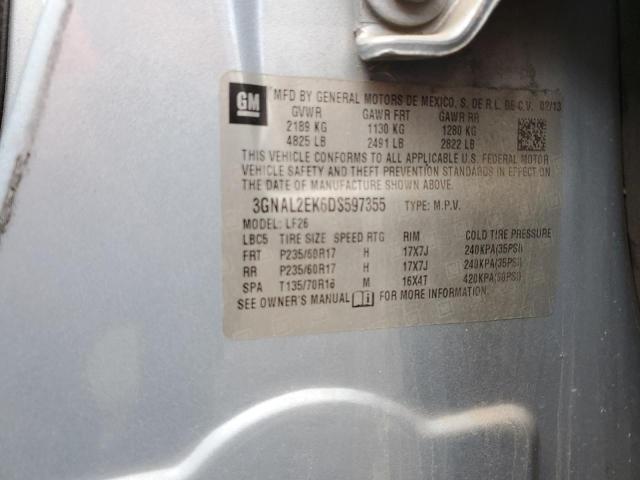 GM
MFD BY GENERAL MOTORS DE MEXICO, S. DE R.L. DE C.V. 02/13
GVWR GAWR FRT GAWR RR
2189 KG 1130 KG 1280 KG
4825 LB 2491 LB 2822 LB
THIS VEHICLE CONFORMS TO ALL APPLICABLE U.S. FEDERAL MOTOR
VEHICLE SAFETY AND THEFT PREVENTION STANDARDS IN EFFECT ON
THE DATE OF MANUFACTURE SHOWN ABOVE.
3GNAL2EK6DS597355 TYPE: M.P.V.
MODEL: LF26
LBC5 TIRE SIZE SPEED RTG RIM COLD TIRE PRESSURE
FRT P235/60R17 H 17X7J 240KPA(35PSI)
RR P235/60R17 H 17X7J 240KPA(35PSI)
SPA T135/70R16 M 16X4T 420KPA(60PSI)
SEE OWNER'S MANUAL FOR MORE INFORMATION.